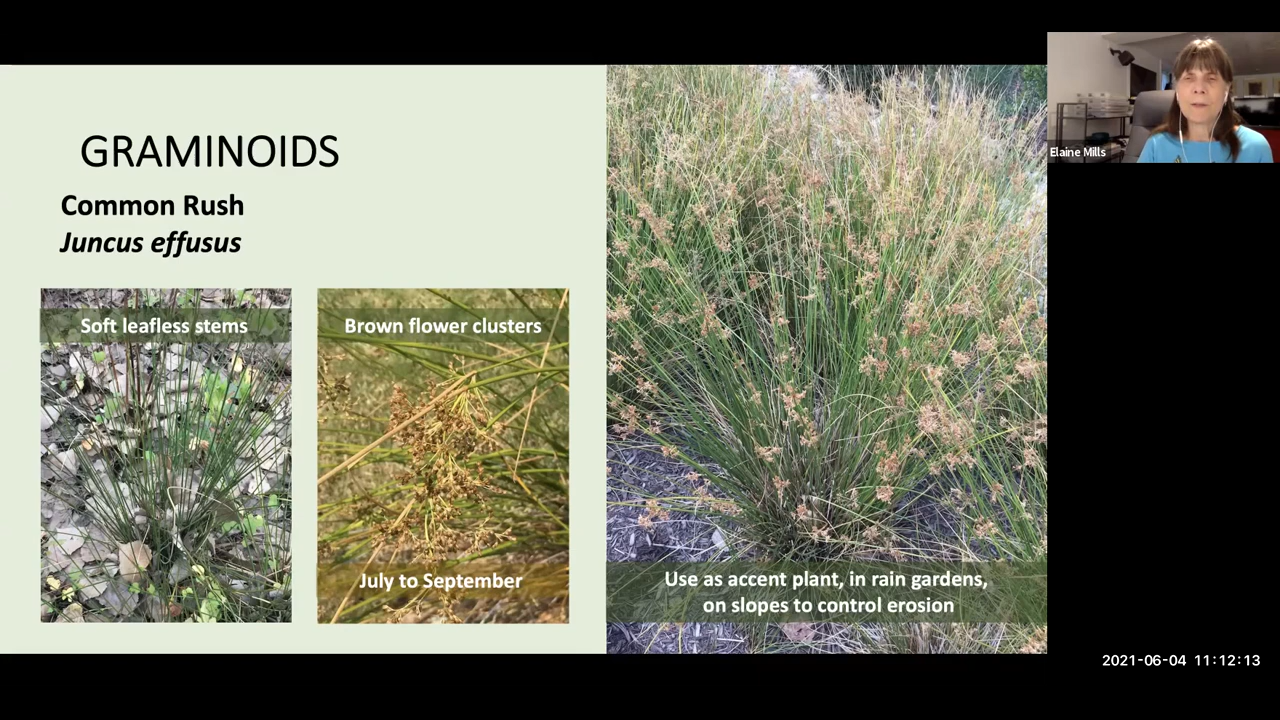 GRAMINOIDS
Common Rush
Juncus effusus
Soft leafless stems
Brown flower clusters
July to September
Use as accent plant, in rain gardens,
on slopes to control erosion
Elaine Mills
2021-06-04 11:12:13